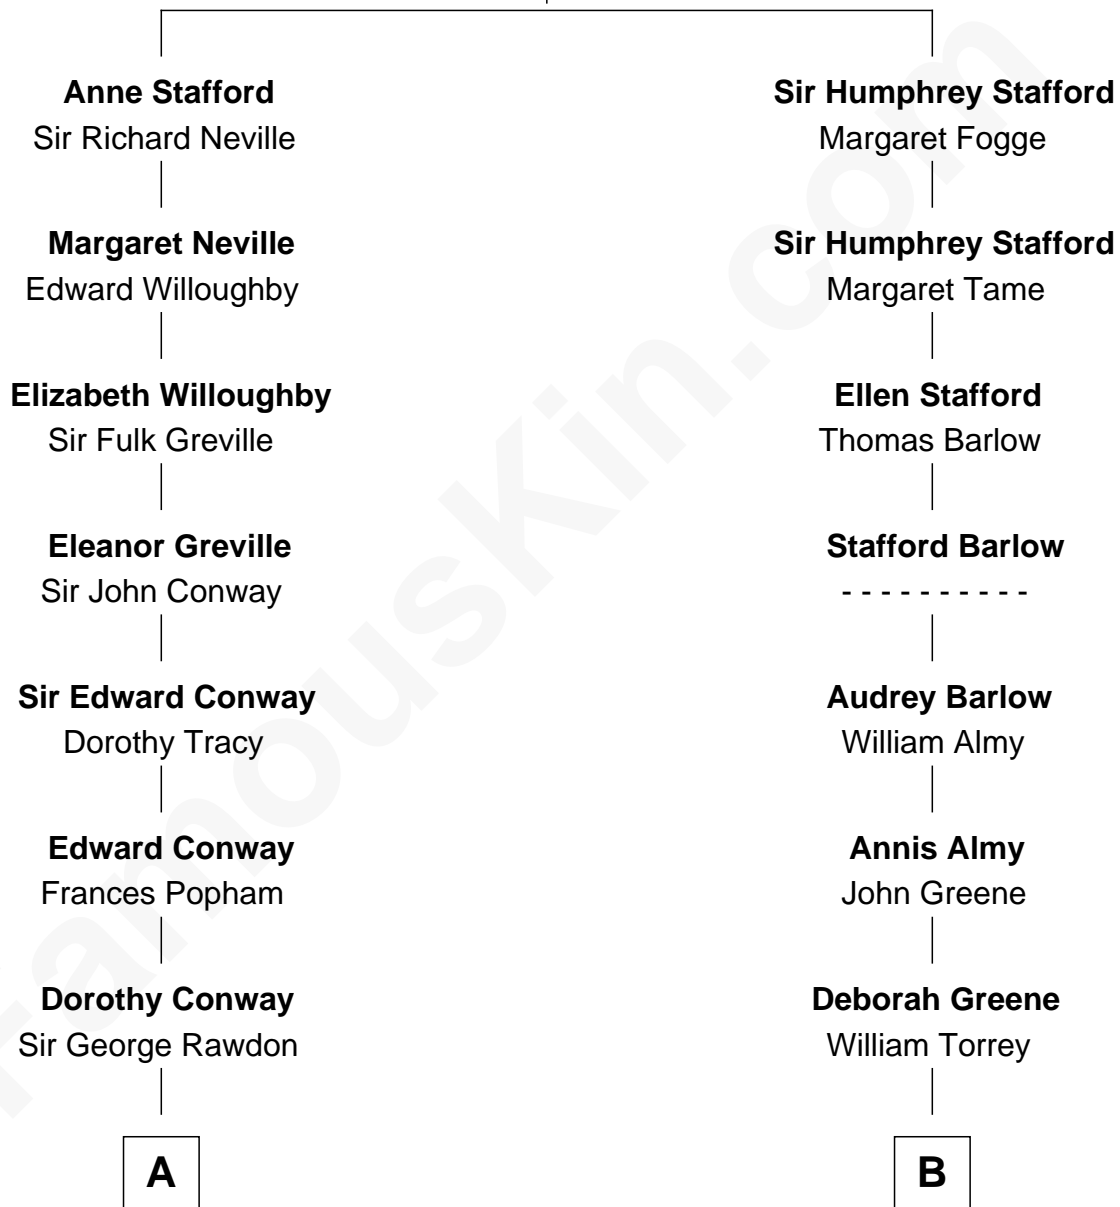 Anne Stafford
Sir Richard Neville
Margaret Neville
Edward Willoughby
Elizabeth Willoughby
Sir Fulk Greville
Eleanor Greville
Sir John Conway
Sir Edward Conway
Dorothy Tracy
Edward Conway
Frances Popham
Dorothy Conway
Sir George Rawdon
A
Sir Humphrey Stafford
Margaret Fogge
Sir Humphrey Stafford
Margaret Tame
Ellen Stafford
Thomas Barlow
Stafford Barlow
- - - - - - - - - -
Audrey Barlow
William Almy
Annis Almy
John Greene
Deborah Greene
William Torrey
B
FamousKin.com